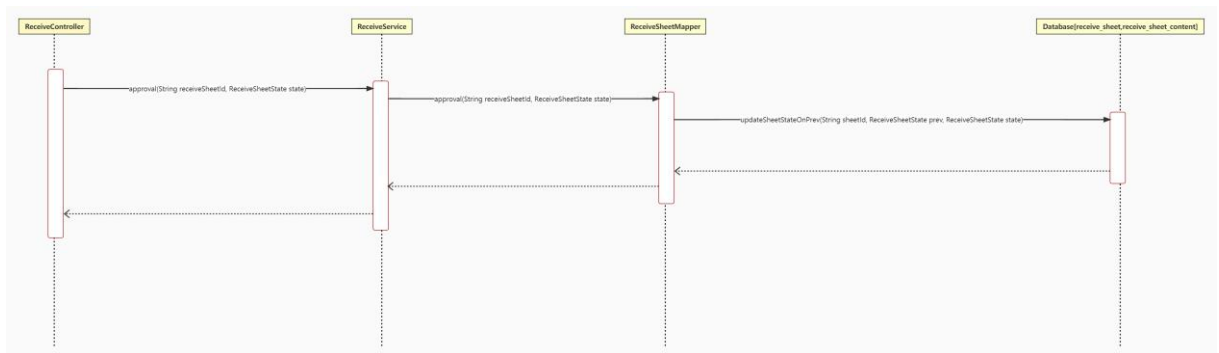 ReceiveController
ReceiveService
ReceiveSheetMapper
Database[receive_sheet,receive_sheet_content]
approval(String receiveSheetId, ReceiveSheetState state)
approval(String receiveSheetId, ReceiveSheetState state)
updateSheetStateOnPrev(String sheetId, ReceiveSheetState prev, ReceiveSheetState state)